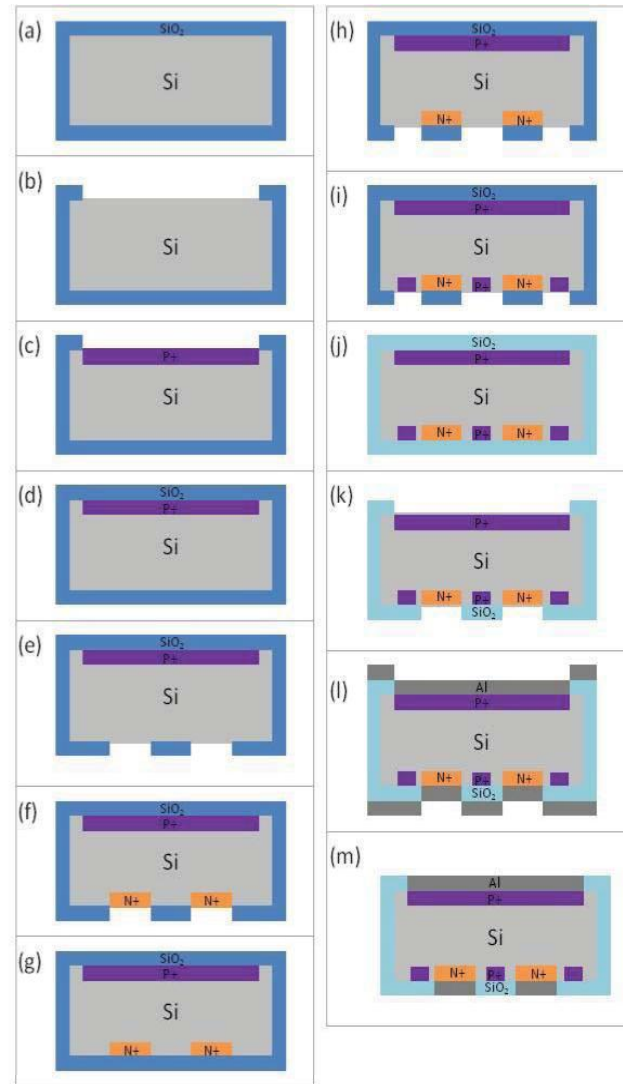 (a)
SiO₂
Si
(b)
Si
(c)
P+
Si
(d)
SiO₂
P+
Si
(e)
SiO₂
P+
Si
(f)
SiO₂
P+
Si
N+ N+
(g)
SiO₂
P+
Si
N+ N+
(h)
SiO₂
P+
Si
N+ N+
(i)
SiO₂
P+
Si
N+ P+ N+
(j)
SiO₂
P+
Si
N+ P+ N+
(k)
P+
Si
N+ P+ N+
SiO₂
(l)
Al
P+
Si
N+ P+ N+
SiO₂
(m)
Al
P+
Si
N+ P+ N+
SiO₂